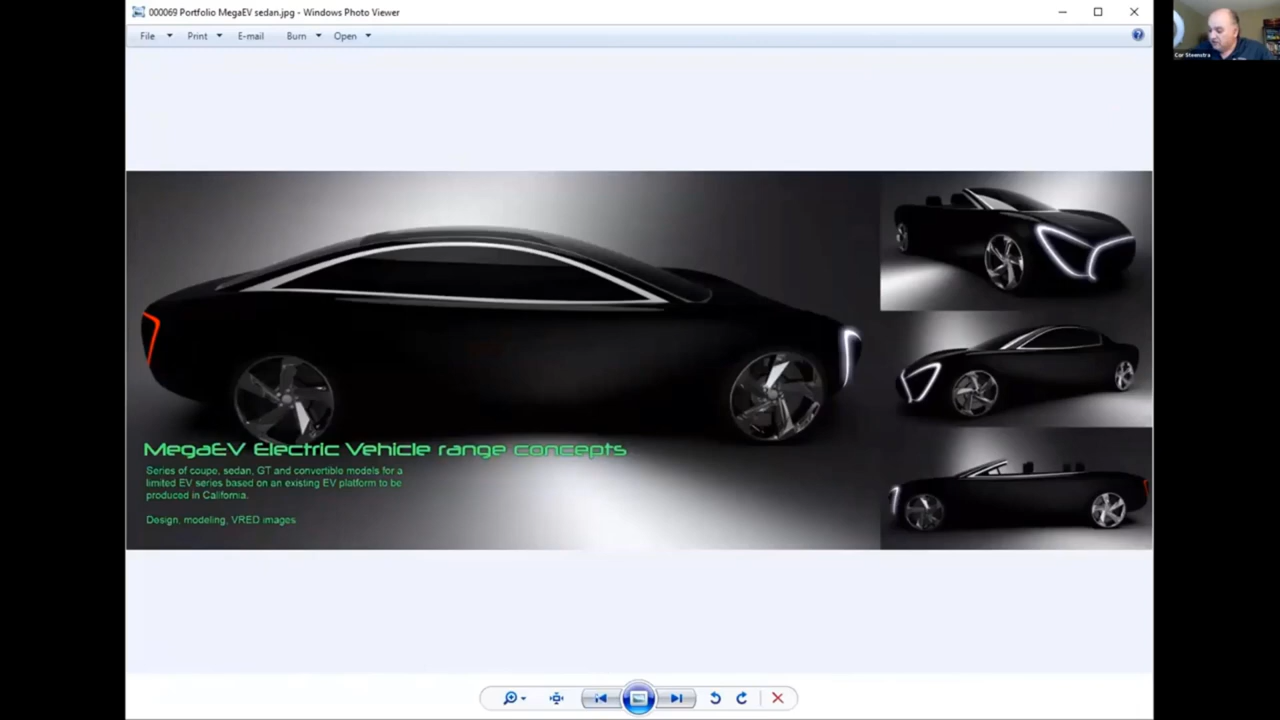 000069 Portfolio MegaEV sedan.jpg - Windows Photo Viewer
File Print E-mail Burn Open
Cor Steenstra
MegaEV Electric Vehicle range concepts
Series of coupe, sedan, GT and convertible models for a
limited EV series based on an existing EV platform to be
produced in California.
Design, modeling, VRED images